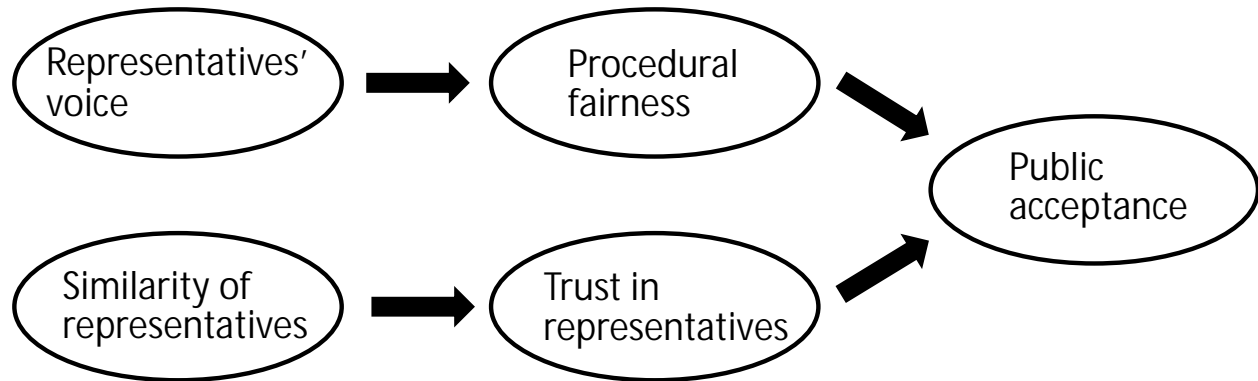 Representatives’
voice
Procedural
fairness
Public
acceptance
Similarity of
representatives
Trust in
representatives